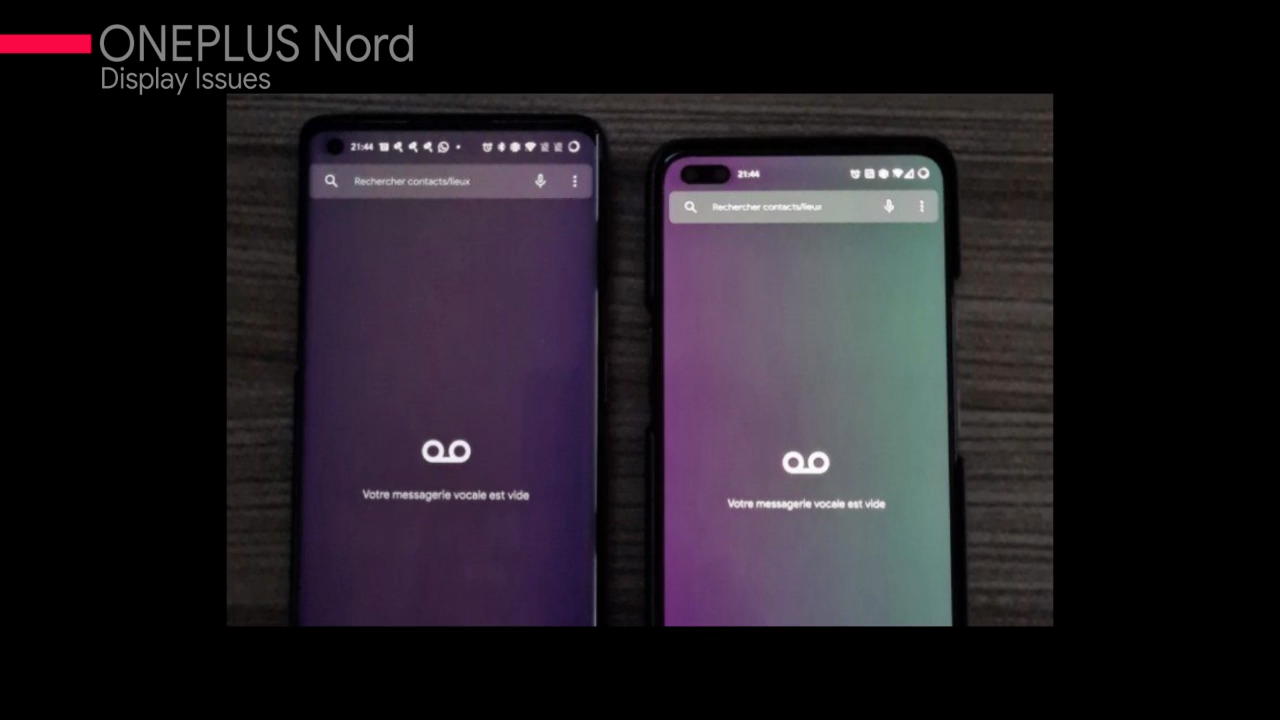 ONEPLUS Nord
Display Issues
21:44
Rechercher contacts/lieux
Votre messagerie vocale est vide
21:44
Rechercher contacts/lieux
Votre messagerie vocale est vide